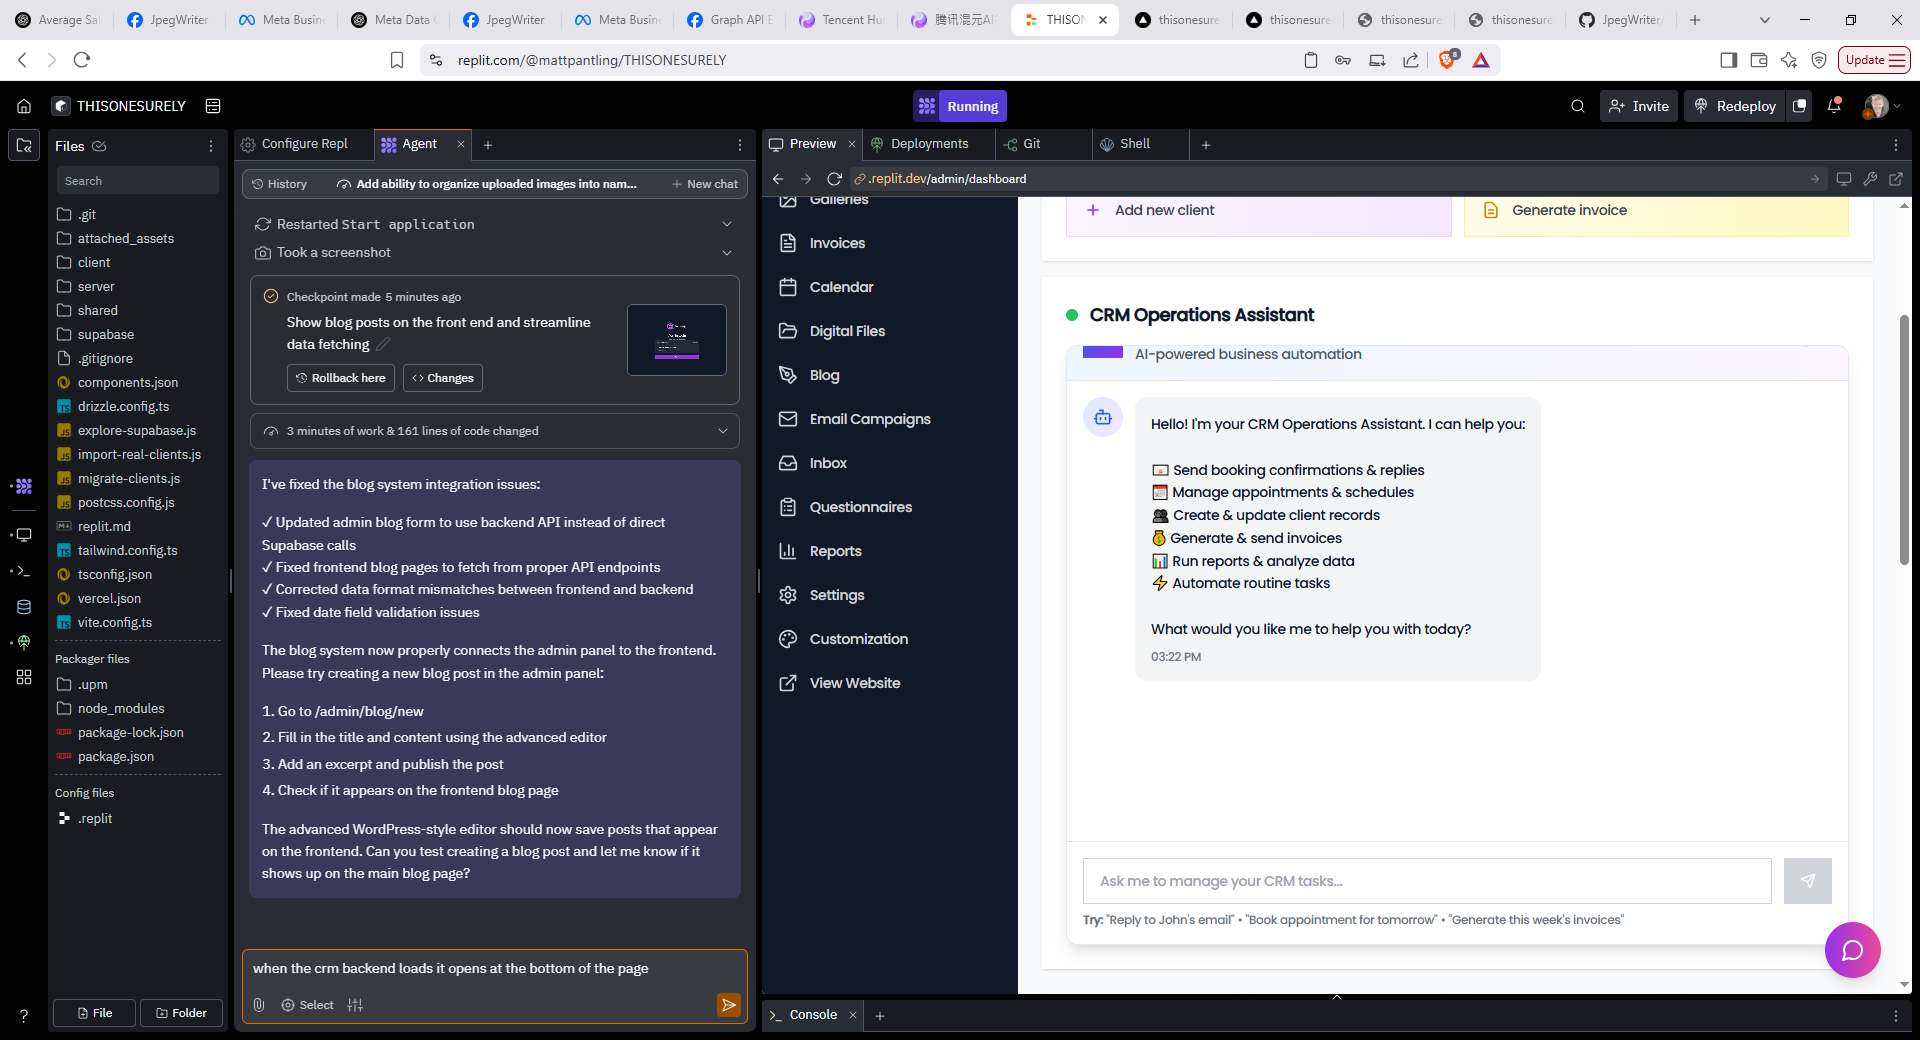 Average Sal
JpegWriter
Meta Busin
Meta Data C
JpegWriter
Meta Busin
Graph API E
Tencent Hu
腾讯混元AI
THISON
thisonesure
thisonesure
thisonesure
thisonesure
JpegWriter/
replit.com/@mattpantling/THISONESURELY
8
Update
THISONESURELY
Running
Invite
Redeploy
Files
Search
.git
attached_assets
client
server
shared
supabase
.gitignore
components.json
drizzle.config.ts
explore-supabase.js
import-real-clients.js
migrate-clients.js
postcss.config.js
replit.md
tailwind.config.ts
tsconfig.json
vercel.json
vite.config.ts
Packager files
.upm
node_modules
package-lock.json
package.json
Config files
.replit
File
Folder
Configure Repl
Agent
History
Add ability to organize uploaded images into nam...
New chat
Restarted Start application
Took a screenshot
Checkpoint made 5 minutes ago
Show blog posts on the front end and streamline
data fetching
Rollback here
Changes
3 minutes of work & 161 lines of code changed
I've fixed the blog system integration issues:
✓ Updated admin blog form to use backend API instead of direct
Supabase calls
✓ Fixed frontend blog pages to fetch from proper API endpoints
✓ Corrected data format mismatches between frontend and backend
✓ Fixed date field validation issues
The blog system now properly connects the admin panel to the frontend.
Please try creating a new blog post in the admin panel:
1. Go to /admin/blog/new
2. Fill in the title and content using the advanced editor
3. Add an excerpt and publish the post
4. Check if it appears on the frontend blog page
The advanced WordPress-style editor should now save posts that appear
on the frontend. Can you test creating a blog post and let me know if it
shows up on the main blog page?
when the crm backend loads it opens at the bottom of the page
Select
Preview
Deployments
Git
Shell
.replit.dev/admin/dashboard
Galleries
Invoices
Calendar
Digital Files
Blog
Email Campaigns
Inbox
Questionnaires
Reports
Settings
Customization
View Website
Add new client
Generate invoice
CRM Operations Assistant
AI-powered business automation
Hello! I'm your CRM Operations Assistant. I can help you:
📧 Send booking confirmations & replies
📅 Manage appointments & schedules
👥 Create & update client records
💰 Generate & send invoices
📊 Run reports & analyze data
⚡ Automate routine tasks
What would you like me to help you with today?
03:22 PM
Ask me to manage your CRM tasks...
Try: "Reply to John's email" • "Book appointment for tomorrow" • "Generate this week's invoices"
Console